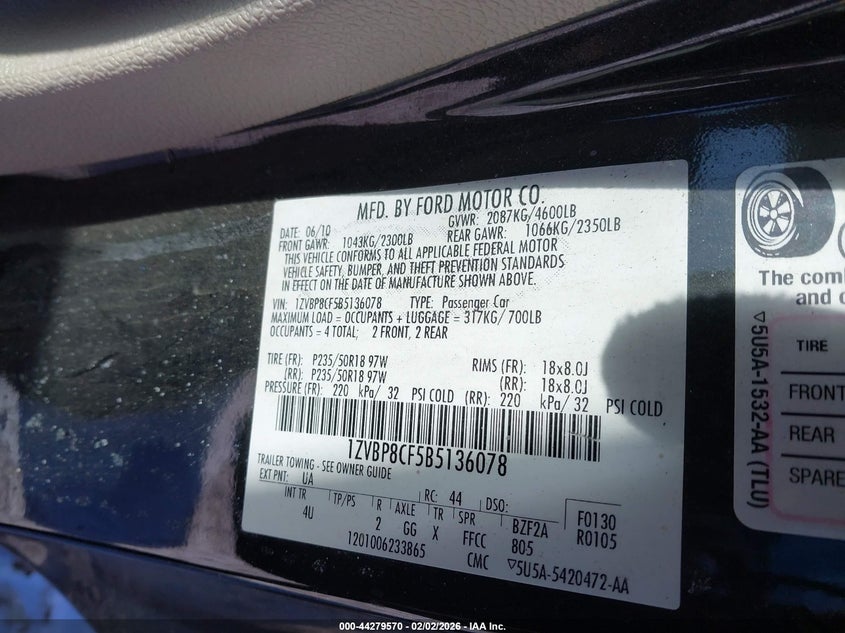 MFD. BY FORD MOTOR CO.
DATE: 06/10 GVWR: 2087KG/4600LB
FRONT GAWR: 1043KG/2300LB REAR GAWR: 1066KG/2350LB
THIS VEHICLE CONFORMS TO ALL APPLICABLE FEDERAL MOTOR
VEHICLE SAFETY, BUMPER, AND THEFT PREVENTION STANDARDS
IN EFFECT ON THE DATE OF MANUFACTURE SHOWN ABOVE.
VIN: 1ZVBP8CF5B5136078 TYPE: Passenger Car
MAXIMUM LOAD = OCCUPANTS + LUGGAGE = 317KG/700LB
OCCUPANTS = 4 TOTAL; 2 FRONT, 2 REAR
TIRE (FR): P235/50R18 97W RIMS (FR): 18x8.0J
(RR): P235/50R18 97W (RR): 18x8.0J
PRESSURE (FR): 220 kPa/ 32 PSI COLD (RR): 220 kPa/ 32 PSI COLD
1ZVBP8CF5B5136078
TRAILER TOWING - SEE OWNER GUIDE
EXT PNT: UA RC: 44 DSO:
INT TR TP/PS R AXLE TR SPR BZF2A F0130
4U 2 GG X FFCC 805 R0105
1201006233865 CMC ▽5U5A-5420472-AA
The comb
and o
TIRE
FRONT
REAR
SPARE
▽5U5A-1532-AA (TLU)
000-44279570 - 02/02/2026 - IAA Inc.